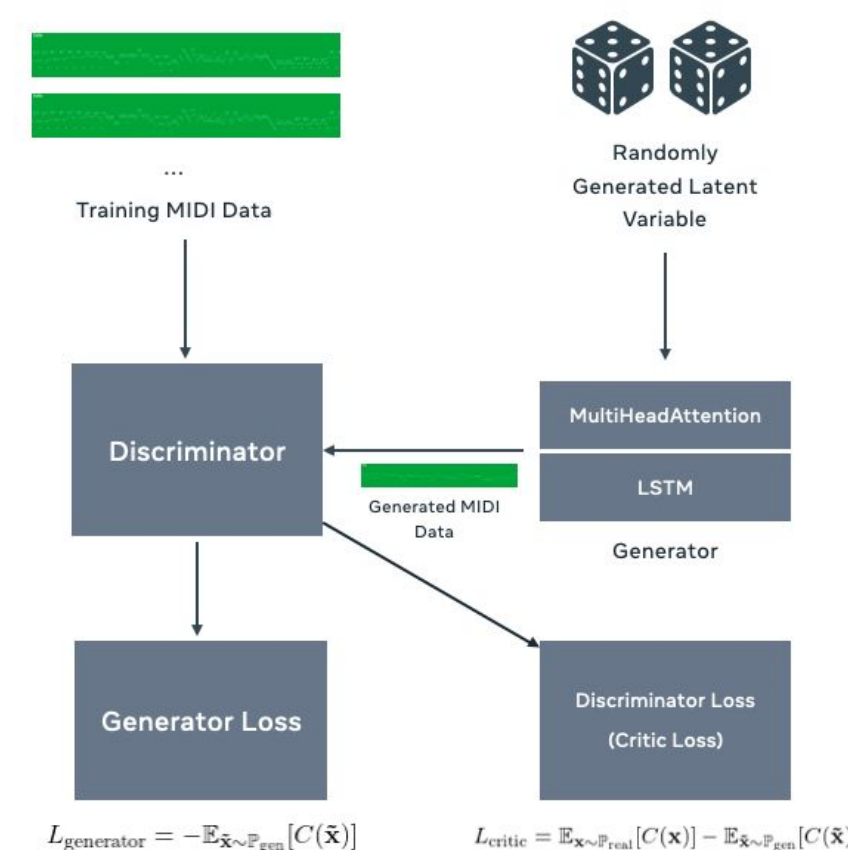 ...
Training MIDI Data
Randomly
Generated Latent
Variable
Discriminator
MultiHeadAttention
LSTM
Generated MIDI
Data
Generator
Generator Loss
Discriminator Loss
(Critic Loss)
L_generator = −𝔼_{x̃∼ℙ_gen}[C(x̃)]
L_critic = 𝔼_{x∼ℙ_real}[C(x)] − 𝔼_{x̃∼ℙ_gen}[C(x̃)